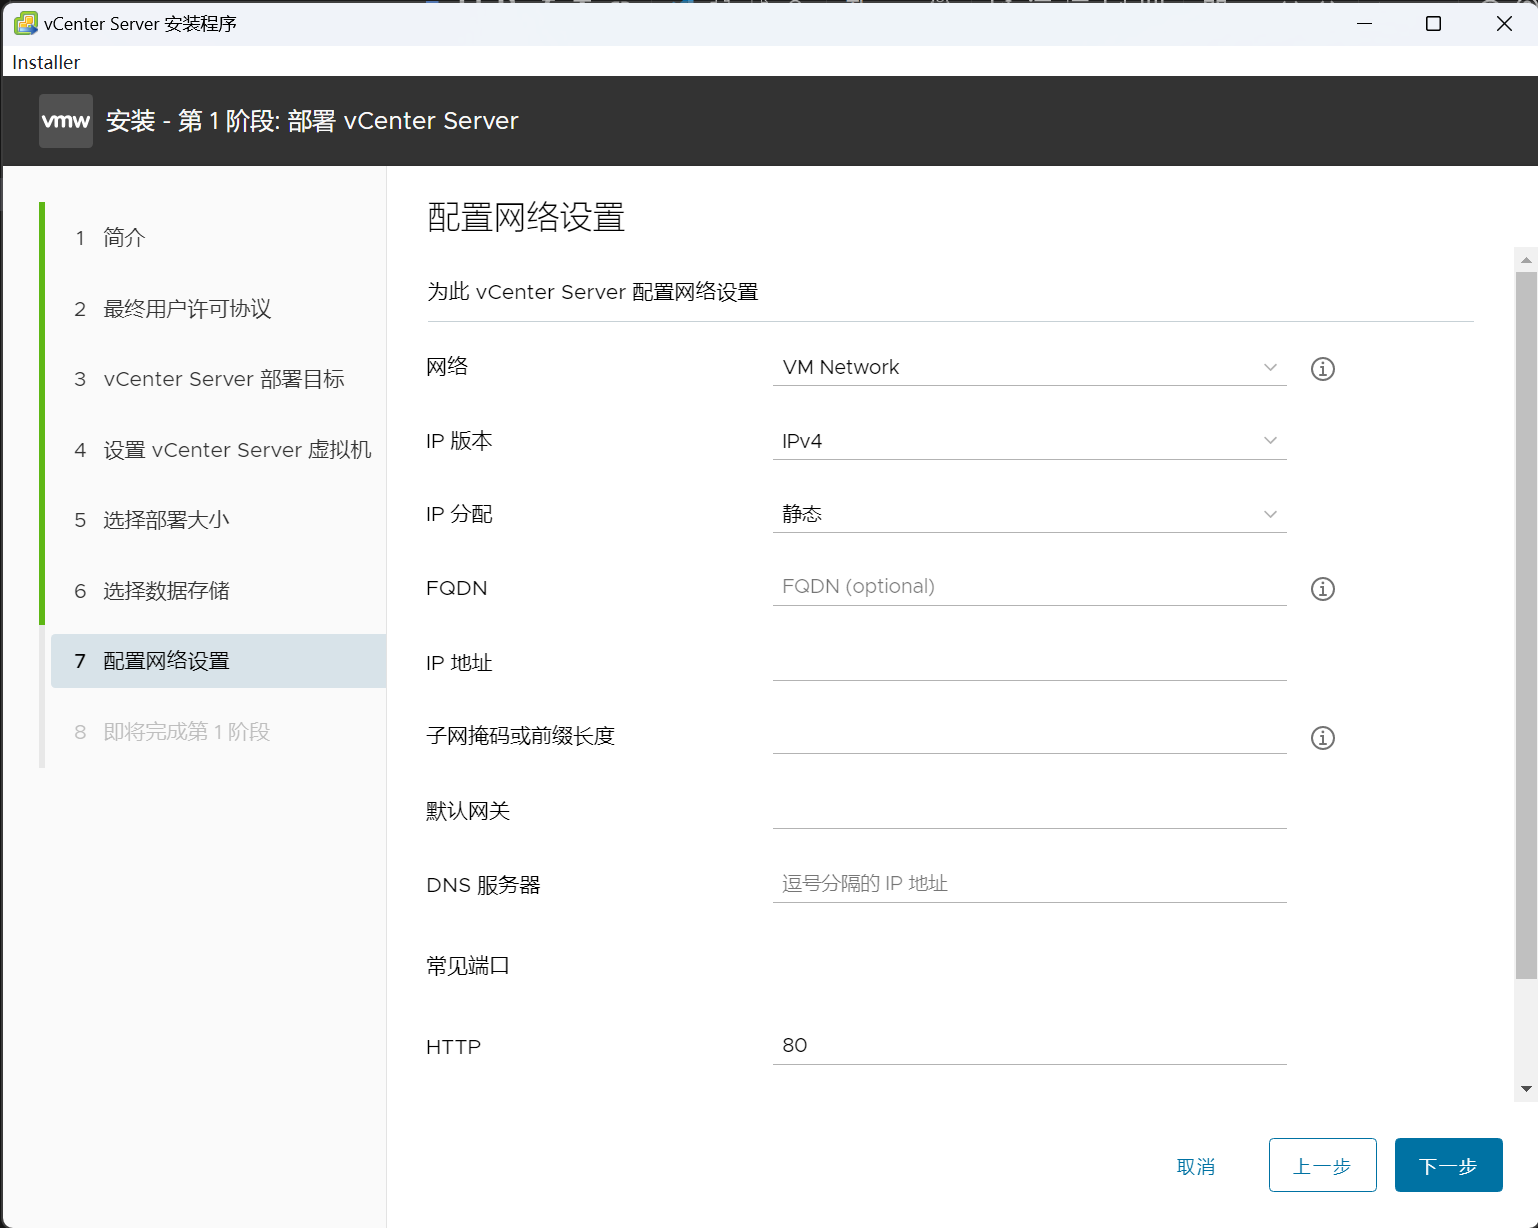 vCenter Server 安装程序
Installer
vmw 安装 - 第 1 阶段: 部署 vCenter Server
1 简介
2 最终用户许可协议
3 vCenter Server 部署目标
4 设置 vCenter Server 虚拟机
5 选择部署大小
6 选择数据存储
7 配置网络设置
8 即将完成第 1 阶段
配置网络设置
为此 vCenter Server 配置网络设置
网络 VM Network
IP 版本 IPv4
IP 分配 静态
FQDN FQDN (optional)
IP 地址
子网掩码或前缀长度
默认网关
DNS 服务器 逗号分隔的 IP 地址
常见端口
HTTP 80
取消 上一步 下一步